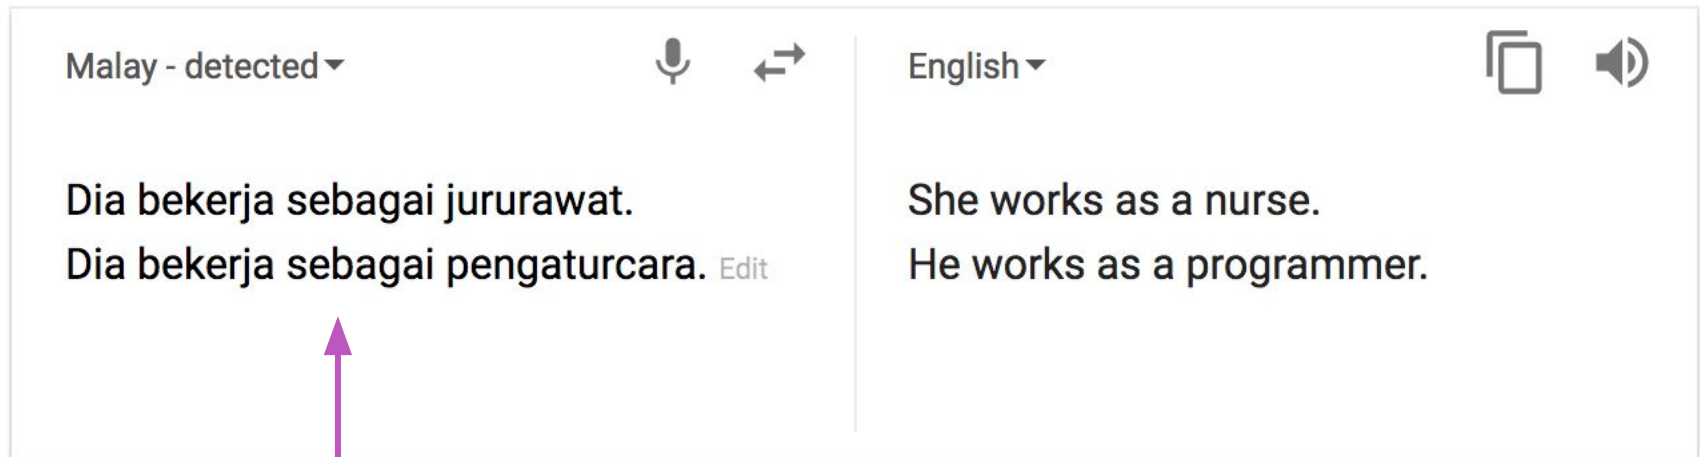 Malay - detected
English
Dia bekerja sebagai jururawat.
Dia bekerja sebagai pengaturcara. Edit
She works as a nurse.
He works as a programmer.